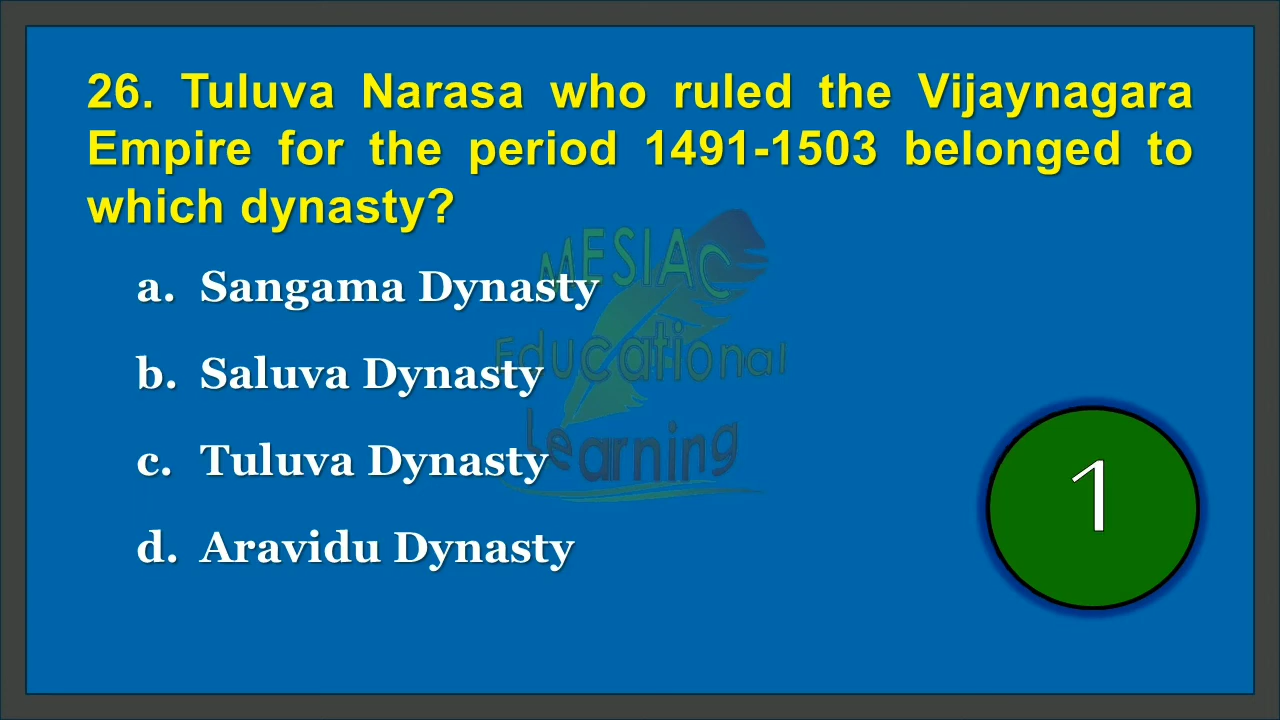 26. Tuluva Narasa who ruled the Vijaynagara
Empire for the period 1491-1503 belonged to
which dynasty?
MESIAC
a. Sangama Dynasty
Educational
b. Saluva Dynasty
Learning
c. Tuluva Dynasty
1
d. Aravidu Dynasty